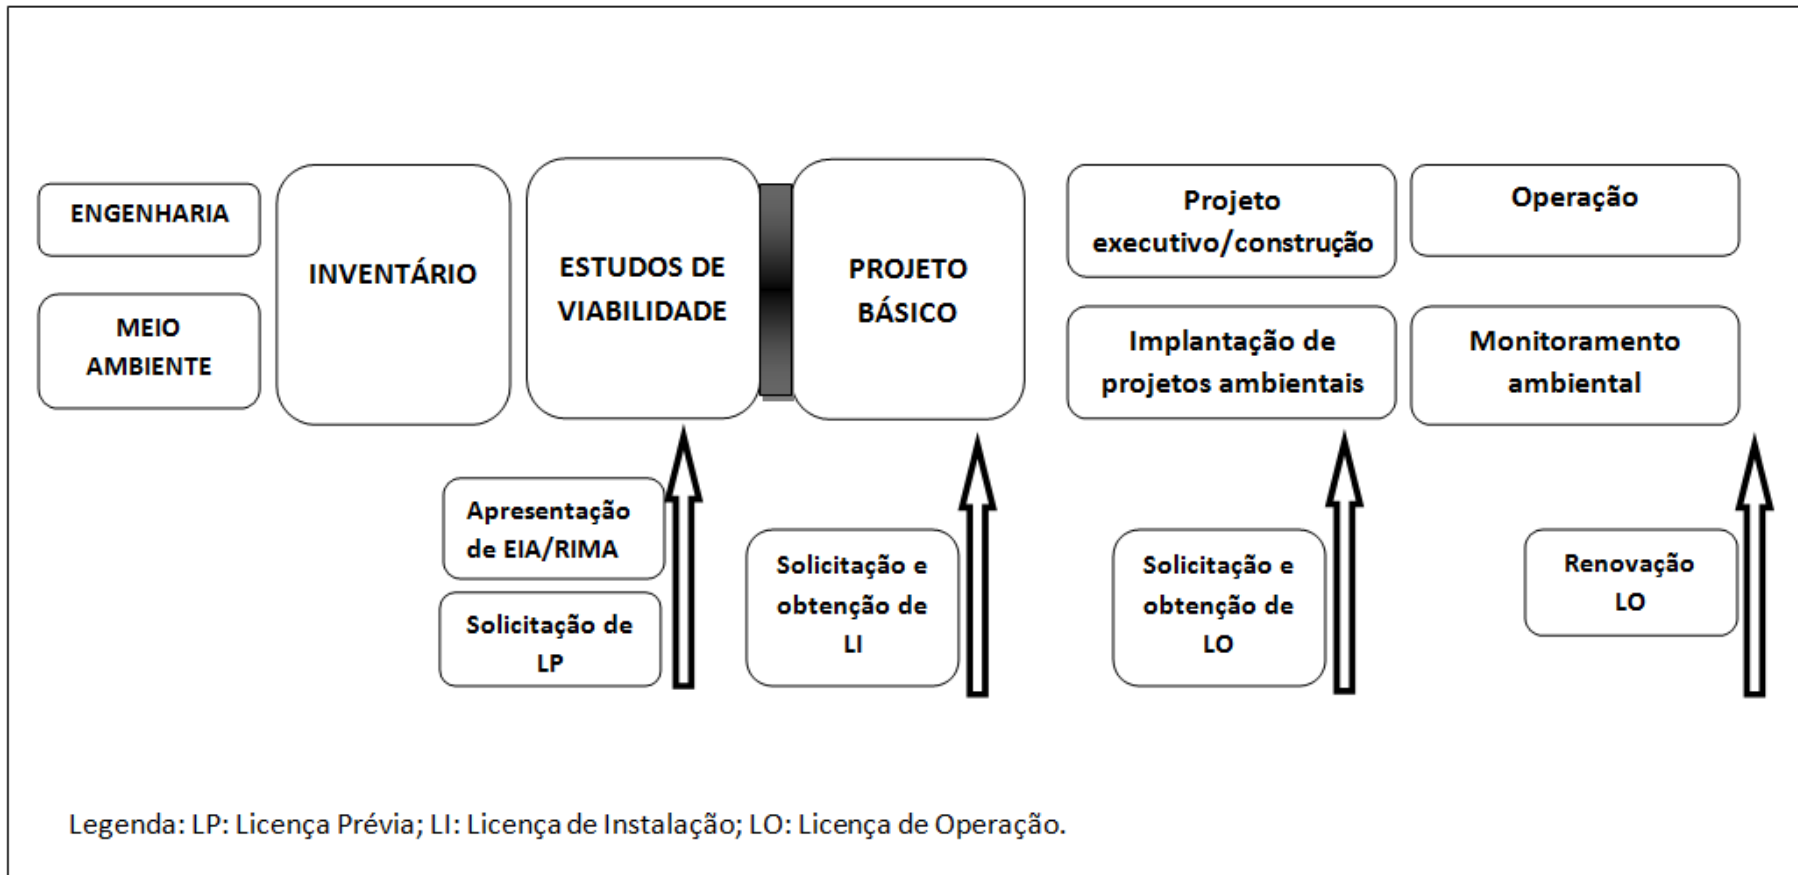 ENGENHARIA
MEIO
AMBIENTE
INVENTÁRIO
ESTUDOS DE
VIABILIDADE
PROJETO
BÁSICO
Projeto
executivo/construção
Operação
Implantação de
projetos ambientais
Monitoramento
ambiental
Apresentação
de EIA/RIMA
Solicitação de
LP
Solicitação e
obtenção de
LI
Solicitação e
obtenção de
LO
Renovação
LO
Legenda: LP: Licença Prévia; LI: Licença de Instalação; LO: Licença de Operação.